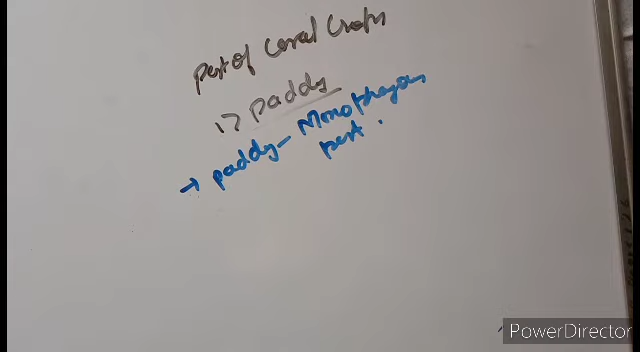 Pest of Cereal Crops
1) Paddy
→ paddy - Monophagous
pest.
PowerDirector